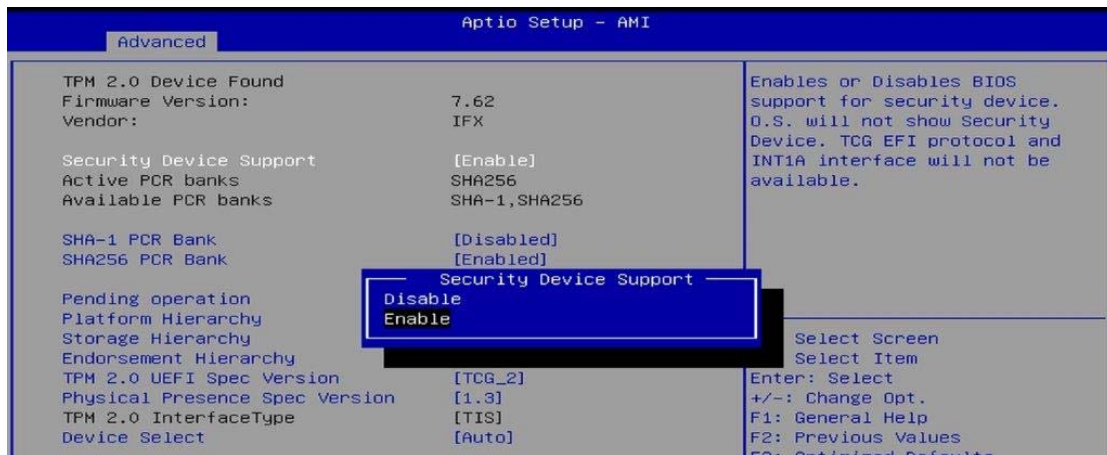 Aptio Setup - AMI
Advanced
TPM 2.0 Device Found
Firmware Version: 7.62
Vendor: IFX
Security Device Support [Enable]
Active PCR banks SHA256
Available PCR banks SHA-1,SHA256
SHA-1 PCR Bank [Disabled]
SHA256 PCR Bank [Enabled]
Pending operation
Platform Hierarchy
Storage Hierarchy
Endorsement Hierarchy
TPM 2.0 UEFI Spec Version [TCG_2]
Physical Presence Spec Version [1.3]
TPM 2.0 InterfaceType [TIS]
Device Select [Auto]
Security Device Support
Disable
Enable
Enables or Disables BIOS
support for security device.
O.S. will not show Security
Device. TCG EFI protocol and
INT1A interface will not be
available.
Select Screen
Select Item
Enter: Select
+/-: Change Opt.
F1: General Help
F2: Previous Values
F3: Optimized Defaults